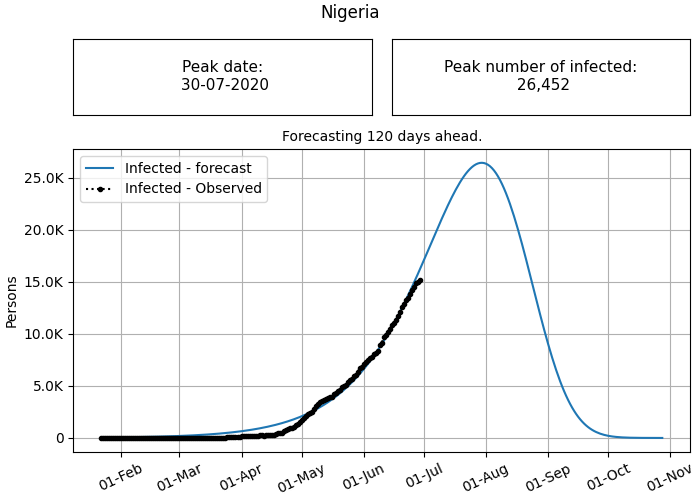 Nigeria
Peak date:
30-07-2020
Peak number of infected:
26,452
Forecasting 120 days ahead.
Infected - forecast
Infected - Observed
25.0K
20.0K
15.0K
10.0K
5.0K
0
Persons
01-Feb 01-Mar 01-Apr 01-May 01-Jun 01-Jul 01-Aug 01-Sep 01-Oct 01-Nov